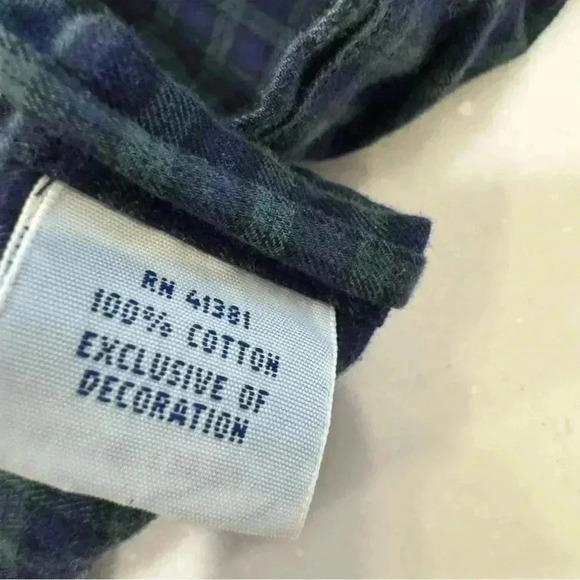 RN 41381
100% COTTON
EXCLUSIVE OF
DECORATION